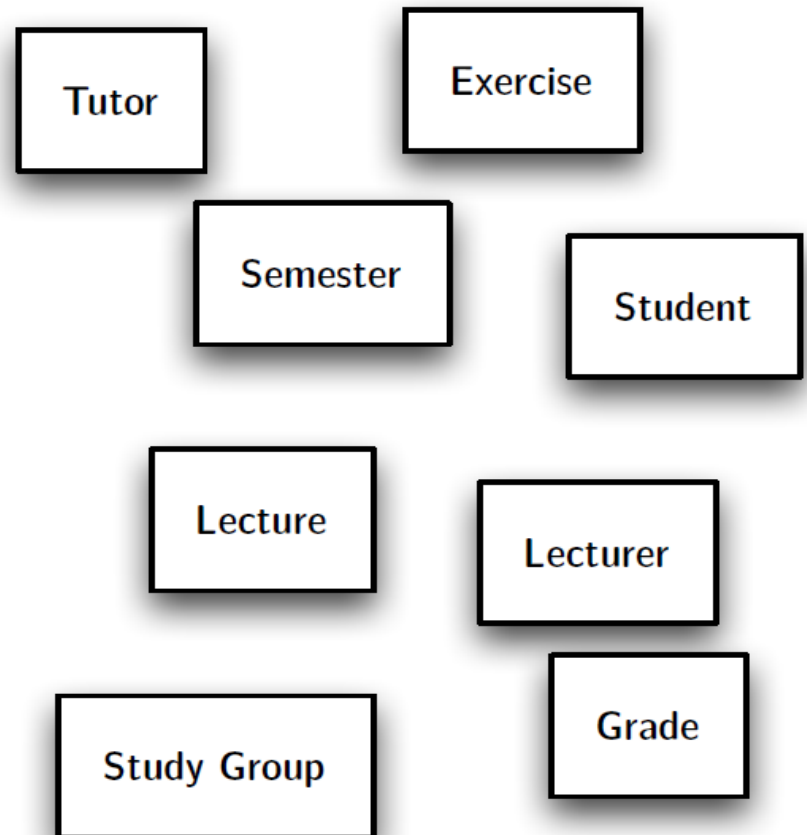 Tutor
Exercise
Semester
Student
Lecture
Lecturer
Grade
Study Group